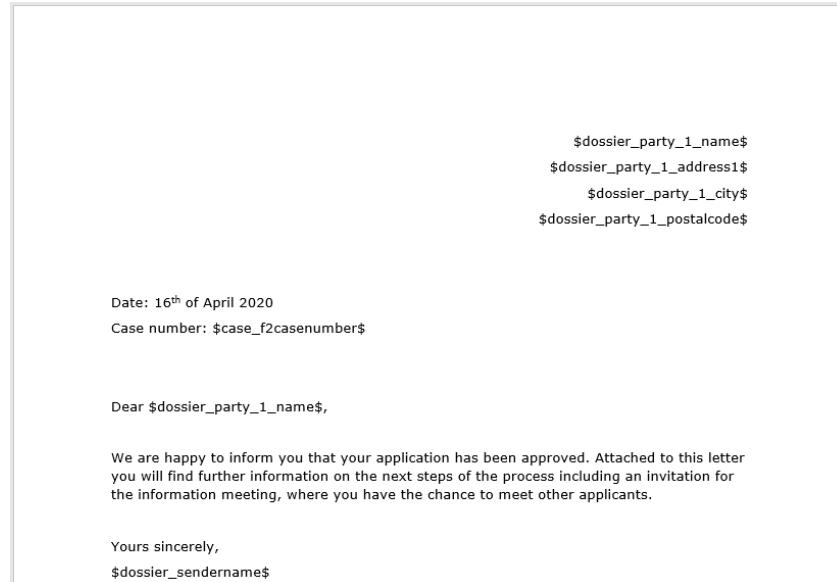 $dossier_party_1_name$
$dossier_party_1_address1$
$dossier_party_1_city$
$dossier_party_1_postalcode$
Date: 16th of April 2020
Case number: $case_f2casenumber$
Dear $dossier_party_1_name$,
We are happy to inform you that your application has been approved. Attached to this letter
you will find further information on the next steps of the process including an invitation for
the information meeting, where you have the chance to meet other applicants.
Yours sincerely,
$dossier_sendername$